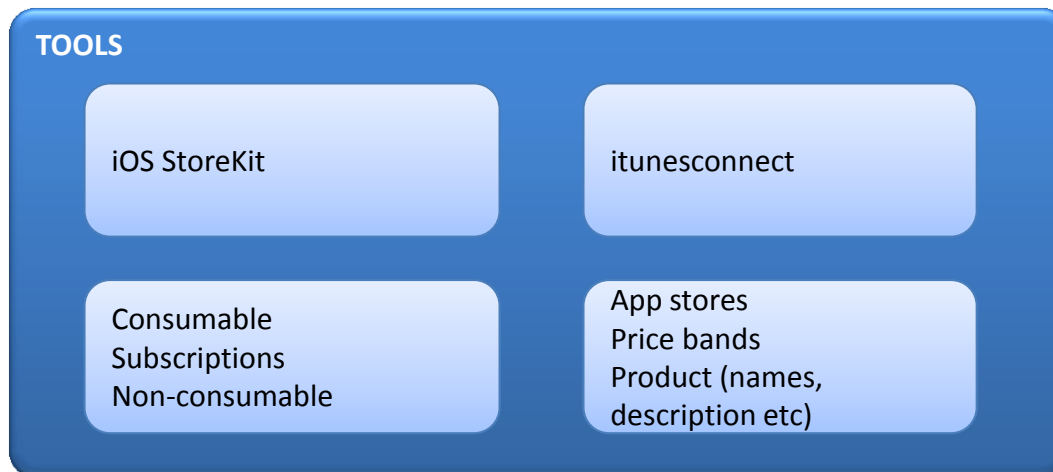 TOOLS
iOS StoreKit
itunesconnect
Consumable
Subscriptions
Non-consumable
App stores
Price bands
Product (names,
description etc)